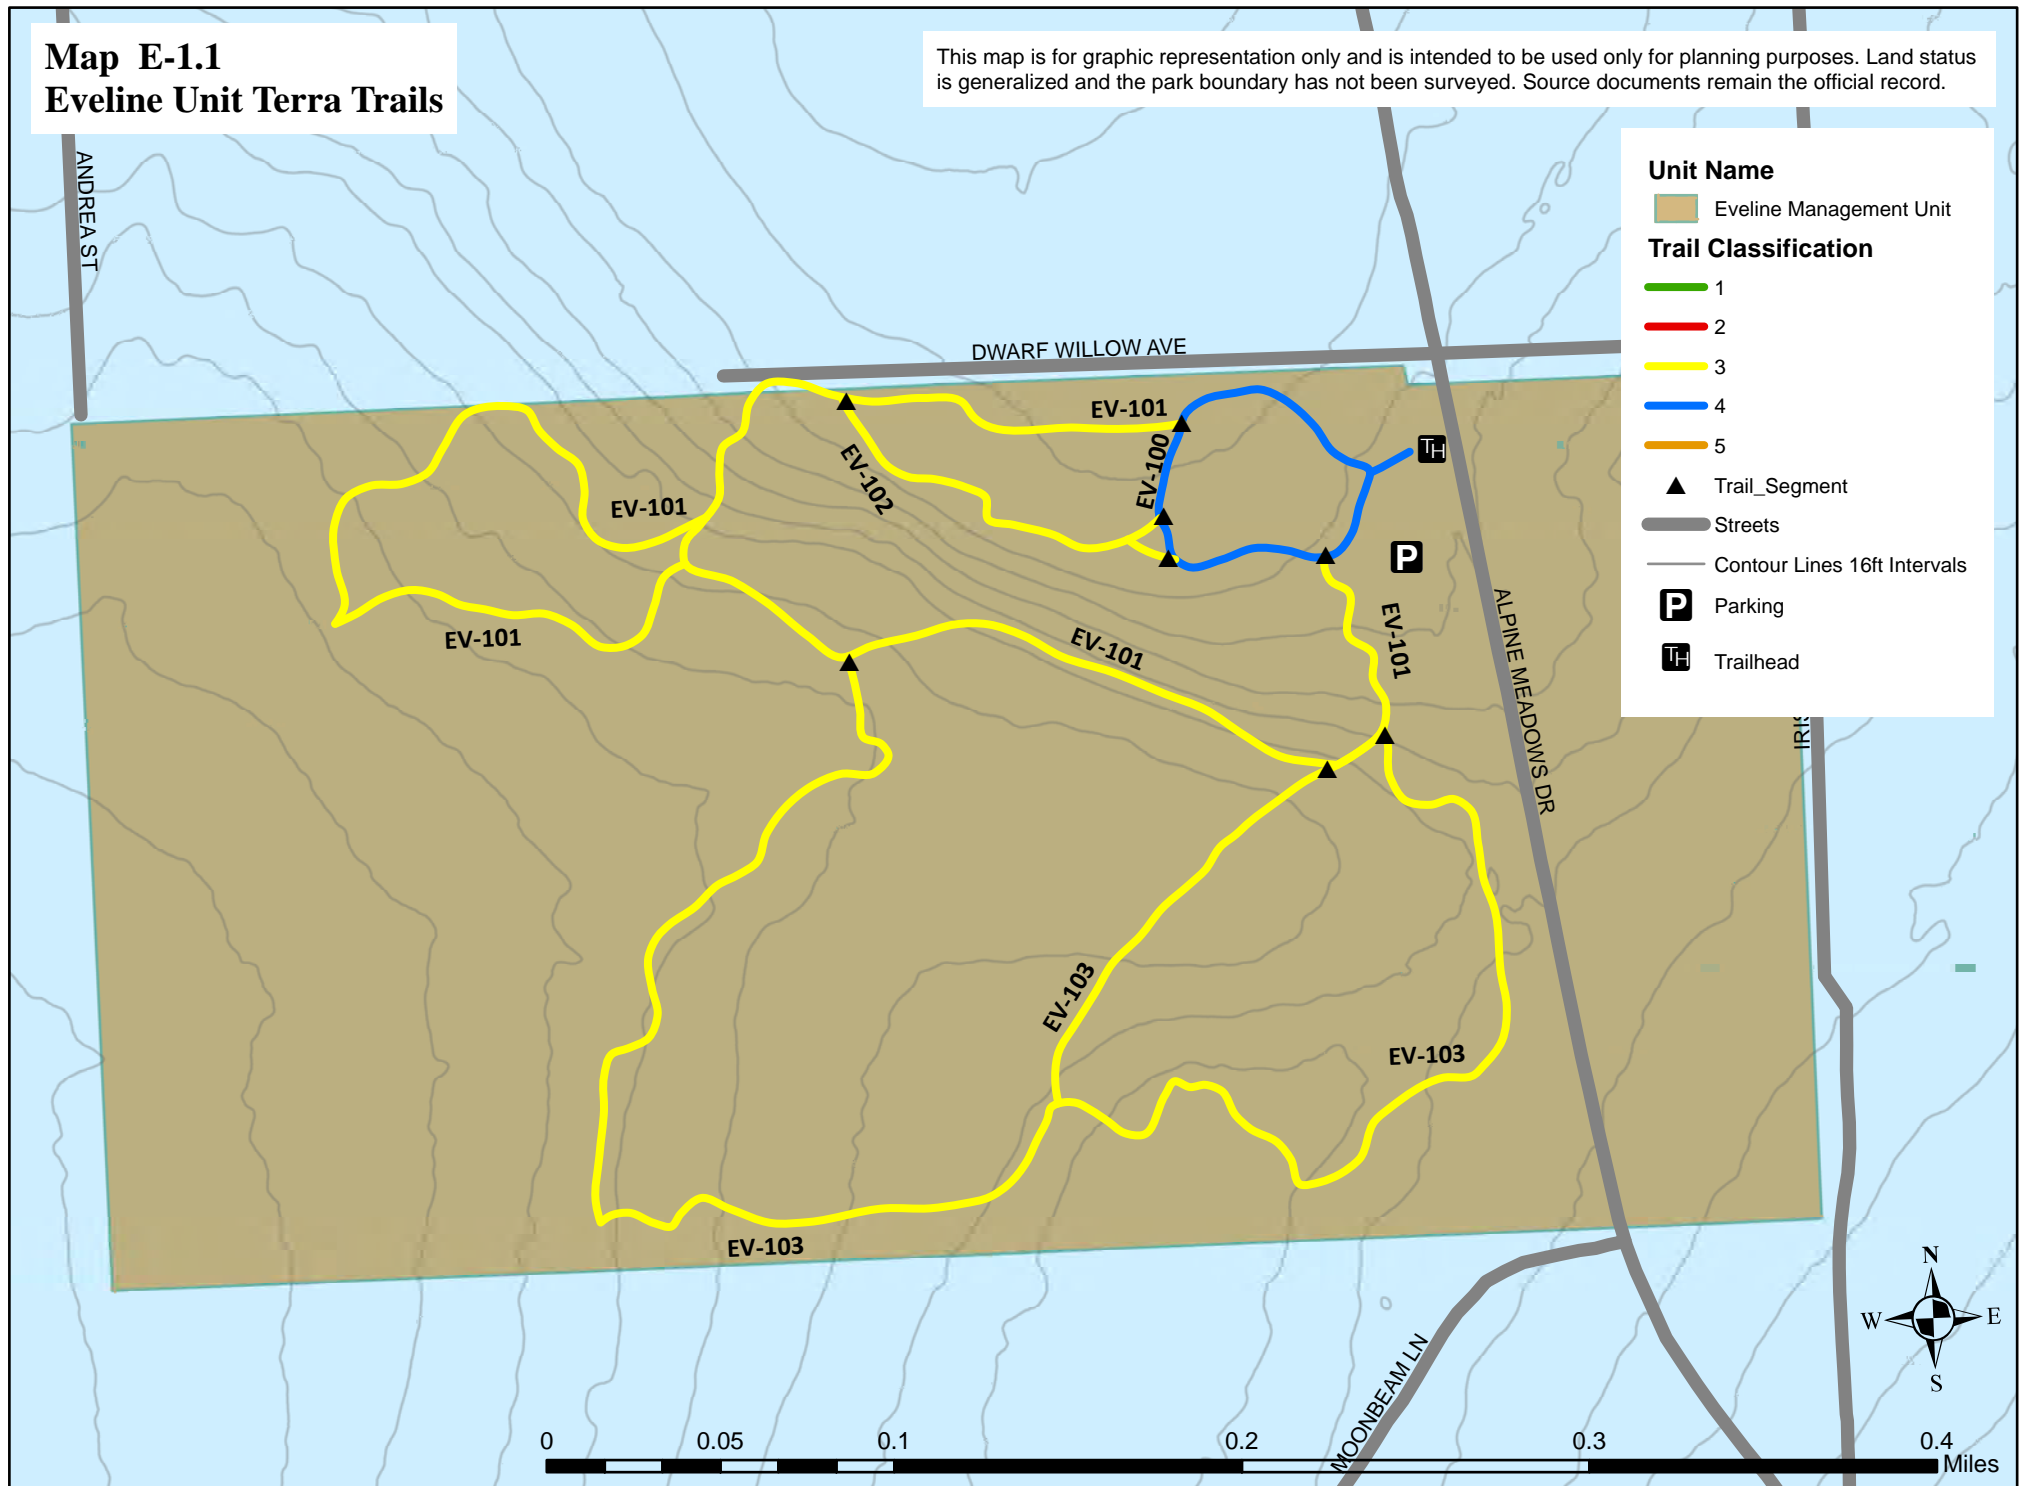 Map E-1.1
Eveline Unit Terra Trails
This map is for graphic representation only and is intended to be used only for planning purposes. Land status
is generalized and the park boundary has not been surveyed. Source documents remain the official record.
Unit Name
Eveline Management Unit
Trail Classification
1
2
3
4
5
Trail_Segment
Streets
Contour Lines 16ft Intervals
P Parking
TH Trailhead
ANDREA ST
DWARF WILLOW AVE
EV-101
EV-100
TH
EV-102
EV-101
P
EV-101
EV-101
EV-101
ALPINE MEADOWS DR
IRIS
EV-103
EV-103
EV-103
MOONBEAM LN
N
W E
S
0 0.05 0.1 0.2 0.3 0.4
Miles